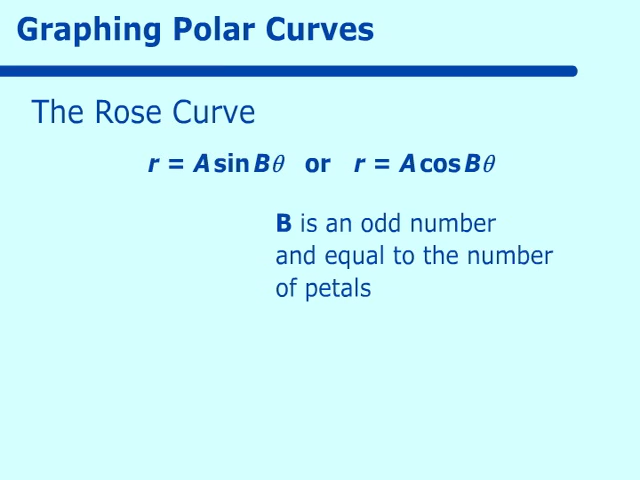 Graphing Polar Curves
The Rose Curve
r = A sin Bθ or r = A cos Bθ
B is an odd number
and equal to the number
of petals